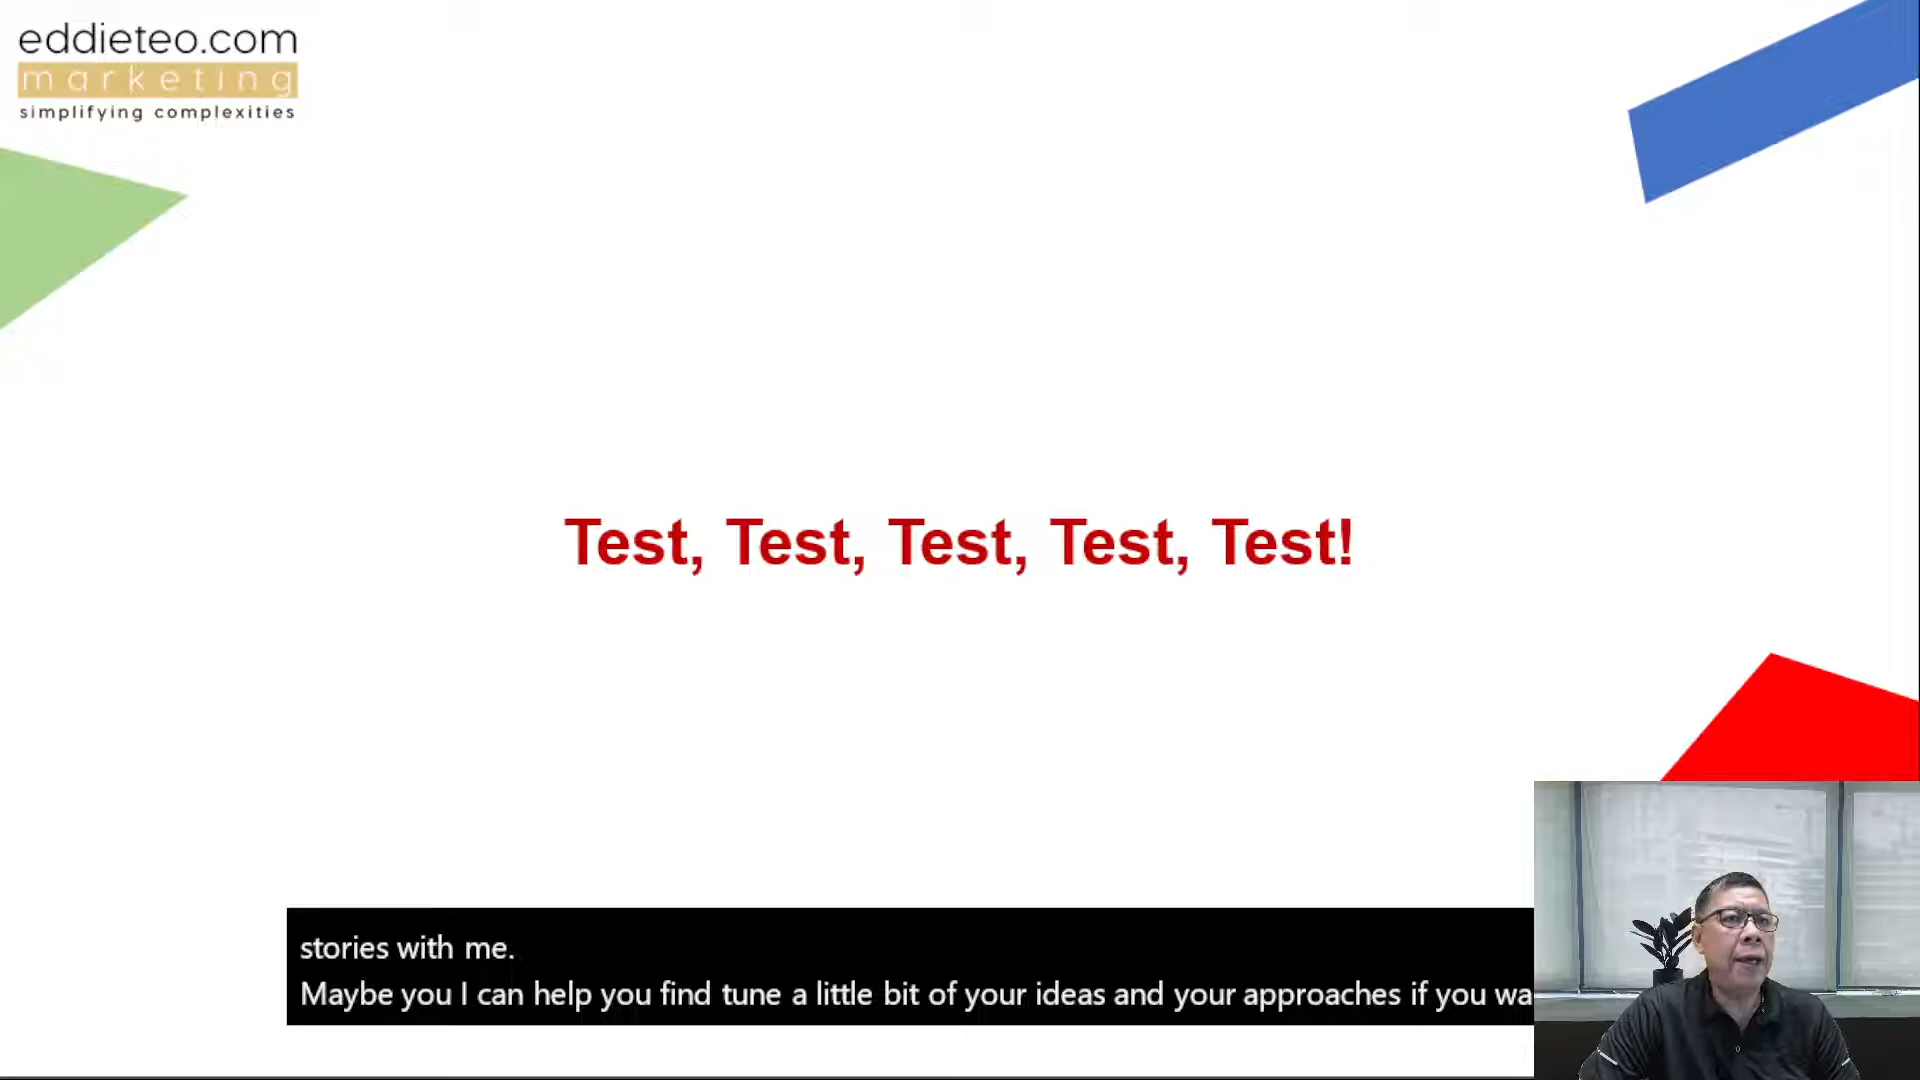 eddieteo.com
marketing
simplifying complexities
Test, Test, Test, Test, Test!
stories with me.
Maybe you I can help you find tune a little bit of your ideas and your approaches if you wa